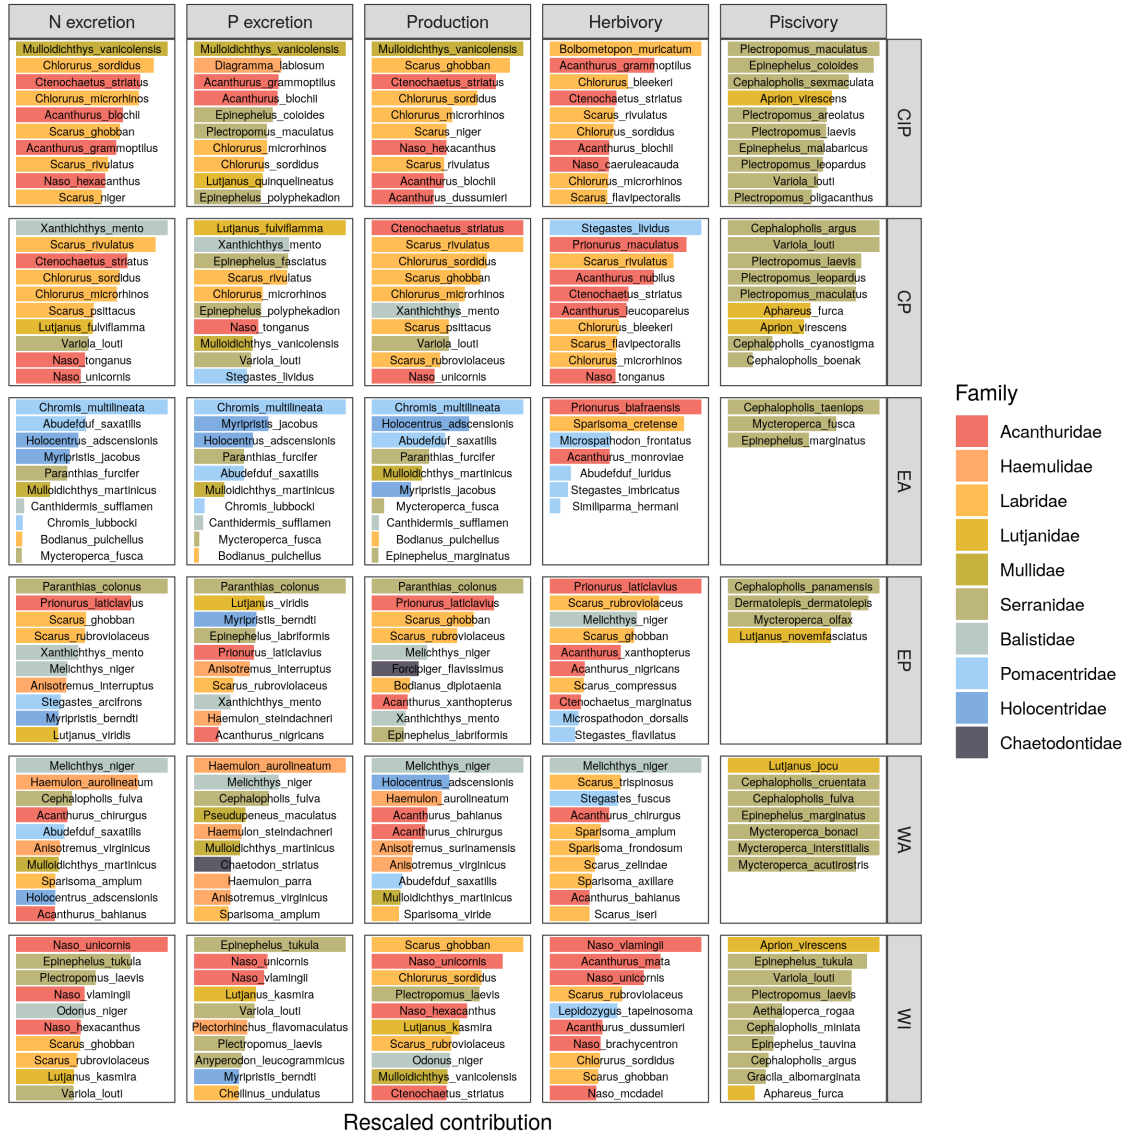 N excretion
P excretion
Production
Herbivory
Piscivory
Mulloidichthys_vanicolensis
Chlorurus_sordidus
Ctenochaetus_striatus
Chlorurus_microrhinos
Acanthurus_blochii
Scarus_ghobban
Acanthurus_grammoptilus
Scarus_rivulatus
Naso_hexacanthus
Scarus_niger
Mulloidichthys_vanicolensis
Diagramma_labiosum
Acanthurus_grammoptilus
Acanthurus_blochii
Epinephelus_coioides
Plectropomus_maculatus
Chlorurus_microrhinos
Chlorurus_sordidus
Lutjanus_quinquelineatus
Epinephelus_polyphekadion
Mulloidichthys_vanicolensis
Scarus_ghobban
Ctenochaetus_striatus
Chlorurus_sordidus
Chlorurus_microrhinos
Scarus_niger
Naso_hexacanthus
Scarus_rivulatus
Acanthurus_blochii
Acanthurus_dussumieri
Bolbometopon_muricatum
Acanthurus_grammoptilus
Chlorurus_bleekeri
Ctenochaetus_striatus
Scarus_rivulatus
Chlorurus_sordidus
Acanthurus_blochii
Naso_caeruleacauda
Chlorurus_microrhinos
Scarus_flavipectoralis
Plectropomus_maculatus
Epinephelus_coioides
Cephalopholis_sexmaculata
Aprion_virescens
Plectropomus_areolatus
Plectropomus_laevis
Epinephelus_malabaricus
Plectropomus_leopardus
Variola_louti
Plectropomus_oligacanthus
CIP
Xanthichthys_mento
Scarus_rivulatus
Ctenochaetus_striatus
Chlorurus_sordidus
Chlorurus_microrhinos
Scarus_psittacus
Lutjanus_fulviflamma
Variola_louti
Naso_tonganus
Naso_unicornis
Lutjanus_fulviflamma
Xanthichthys_mento
Epinephelus_fasciatus
Scarus_rivulatus
Chlorurus_microrhinos
Epinephelus_polyphekadion
Naso_tonganus
Mulloidichthys_vanicolensis
Variola_louti
Stegastes_lividus
Ctenochaetus_striatus
Scarus_rivulatus
Chlorurus_sordidus
Scarus_ghobban
Chlorurus_microrhinos
Xanthichthys_mento
Scarus_psittacus
Variola_louti
Scarus_rubroviolaceus
Naso_unicornis
Stegastes_lividus
Prionurus_maculatus
Scarus_rivulatus
Acanthurus_nubilus
Ctenochaetus_striatus
Acanthurus_leucopareius
Chlorurus_bleekeri
Scarus_flavipectoralis
Chlorurus_microrhinos
Naso_tonganus
Cephalopholis_argus
Variola_louti
Plectropomus_laevis
Plectropomus_leopardus
Plectropomus_maculatus
Aphareus_furca
Aprion_virescens
Cephalopholis_cyanostigma
Cephalopholis_boenak
CP
Chromis_multilineata
Abudefduf_saxatilis
Holocentrus_adscensionis
Myripristis_jacobus
Paranthias_furcifer
Mulloidichthys_martinicus
Canthidermis_sufflamen
Chromis_lubbocki
Bodianus_pulchellus
Mycteroperca_fusca
Chromis_multilineata
Myripristis_jacobus
Holocentrus_adscensionis
Paranthias_furcifer
Abudefduf_saxatilis
Mulloidichthys_martinicus
Chromis_lubbocki
Canthidermis_sufflamen
Mycteroperca_fusca
Bodianus_pulchellus
Chromis_multilineata
Holocentrus_adscensionis
Abudefduf_saxatilis
Paranthias_furcifer
Mulloidichthys_martinicus
Myripristis_jacobus
Mycteroperca_fusca
Canthidermis_sufflamen
Bodianus_pulchellus
Epinephelus_marginatus
Prionurus_biafraensis
Sparisoma_cretense
Microspathodon_frontatus
Acanthurus_monroviae
Abudefduf_luridus
Stegastes_imbricatus
Similiparma_hermani
Cephalopholis_taeniops
Mycteroperca_fusca
Epinephelus_marginatus
EA
Paranthias_colonus
Prionurus_laticlavius
Scarus_ghobban
Scarus_rubroviolaceus
Xanthichthys_mento
Melichthys_niger
Anisotremus_interruptus
Stegastes_arcifrons
Myripristis_berndti
Lutjanus_viridis
Paranthias_colonus
Lutjanus_viridis
Myripristis_berndti
Epinephelus_labriformis
Prionurus_laticlavius
Anisotremus_interruptus
Scarus_rubroviolaceus
Xanthichthys_mento
Haemulon_steindachneri
Acanthurus_nigricans
Paranthias_colonus
Prionurus_laticlavius
Scarus_ghobban
Scarus_rubroviolaceus
Melichthys_niger
Forcipiger_flavissimus
Bodianus_diplotaenia
Acanthurus_xanthopterus
Xanthichthys_mento
Epinephelus_labriformis
Prionurus_laticlavius
Scarus_rubroviolaceus
Melichthys_niger
Scarus_ghobban
Acanthurus_xanthopterus
Acanthurus_nigricans
Scarus_compressus
Ctenochaetus_marginatus
Microspathodon_dorsalis
Stegastes_flavilatus
Cephalopholis_panamensis
Dermatolepis_dermatolepis
Mycteroperca_olfax
Lutjanus_novemfasciatus
EP
Melichthys_niger
Haemulon_aurolineatum
Cephalopholis_fulva
Acanthurus_chirurgus
Abudefduf_saxatilis
Anisotremus_virginicus
Mulloidichthys_martinicus
Sparisoma_amplum
Holocentrus_adscensionis
Acanthurus_bahianus
Haemulon_aurolineatum
Melichthys_niger
Cephalopholis_fulva
Pseudupeneus_maculatus
Haemulon_steindachneri
Mulloidichthys_martinicus
Chaetodon_striatus
Haemulon_parra
Anisotremus_virginicus
Sparisoma_amplum
Melichthys_niger
Holocentrus_adscensionis
Haemulon_aurolineatum
Acanthurus_bahianus
Acanthurus_chirurgus
Anisotremus_surinamensis
Anisotremus_virginicus
Abudefduf_saxatilis
Mulloidichthys_martinicus
Sparisoma_viride
Melichthys_niger
Scarus_trispinosus
Stegastes_fuscus
Acanthurus_chirurgus
Sparisoma_amplum
Sparisoma_frondosum
Scarus_zelindae
Sparisoma_axillare
Acanthurus_bahianus
Scarus_iseri
Lutjanus_jocu
Cephalopholis_cruentata
Cephalopholis_fulva
Epinephelus_marginatus
Mycteroperca_bonaci
Mycteroperca_interstitialis
Mycteroperca_acutirostris
WA
Naso_unicornis
Epinephelus_tukula
Plectropomus_laevis
Naso_vlamingii
Odonus_niger
Naso_hexacanthus
Scarus_ghobban
Scarus_rubroviolaceus
Lutjanus_kasmira
Variola_louti
Epinephelus_tukula
Naso_unicornis
Naso_vlamingii
Lutjanus_kasmira
Variola_louti
Plectorhinchus_flavomaculatus
Plectropomus_laevis
Anyperodon_leucogrammicus
Myripristis_berndti
Cheilinus_undulatus
Scarus_ghobban
Naso_unicornis
Chlorurus_sordidus
Plectropomus_laevis
Naso_hexacanthus
Lutjanus_kasmira
Scarus_rubroviolaceus
Odonus_niger
Mulloidichthys_vanicolensis
Ctenochaetus_striatus
Naso_vlamingii
Acanthurus_mata
Naso_unicornis
Scarus_rubroviolaceus
Lepidozygus_tapeinosoma
Acanthurus_dussumieri
Naso_brachycentron
Chlorurus_sordidus
Scarus_ghobban
Naso_mcdadei
Aprion_virescens
Epinephelus_tukula
Variola_louti
Plectropomus_laevis
Aethaloperca_rogaa
Cephalopholis_miniata
Epinephelus_tauvina
Cephalopholis_argus
Gracila_albomarginata
Aphareus_furca
WI
Rescaled contribution
Family
Acanthuridae
Haemulidae
Labridae
Lutjanidae
Mullidae
Serranidae
Balistidae
Pomacentridae
Holocentridae
Chaetodontidae